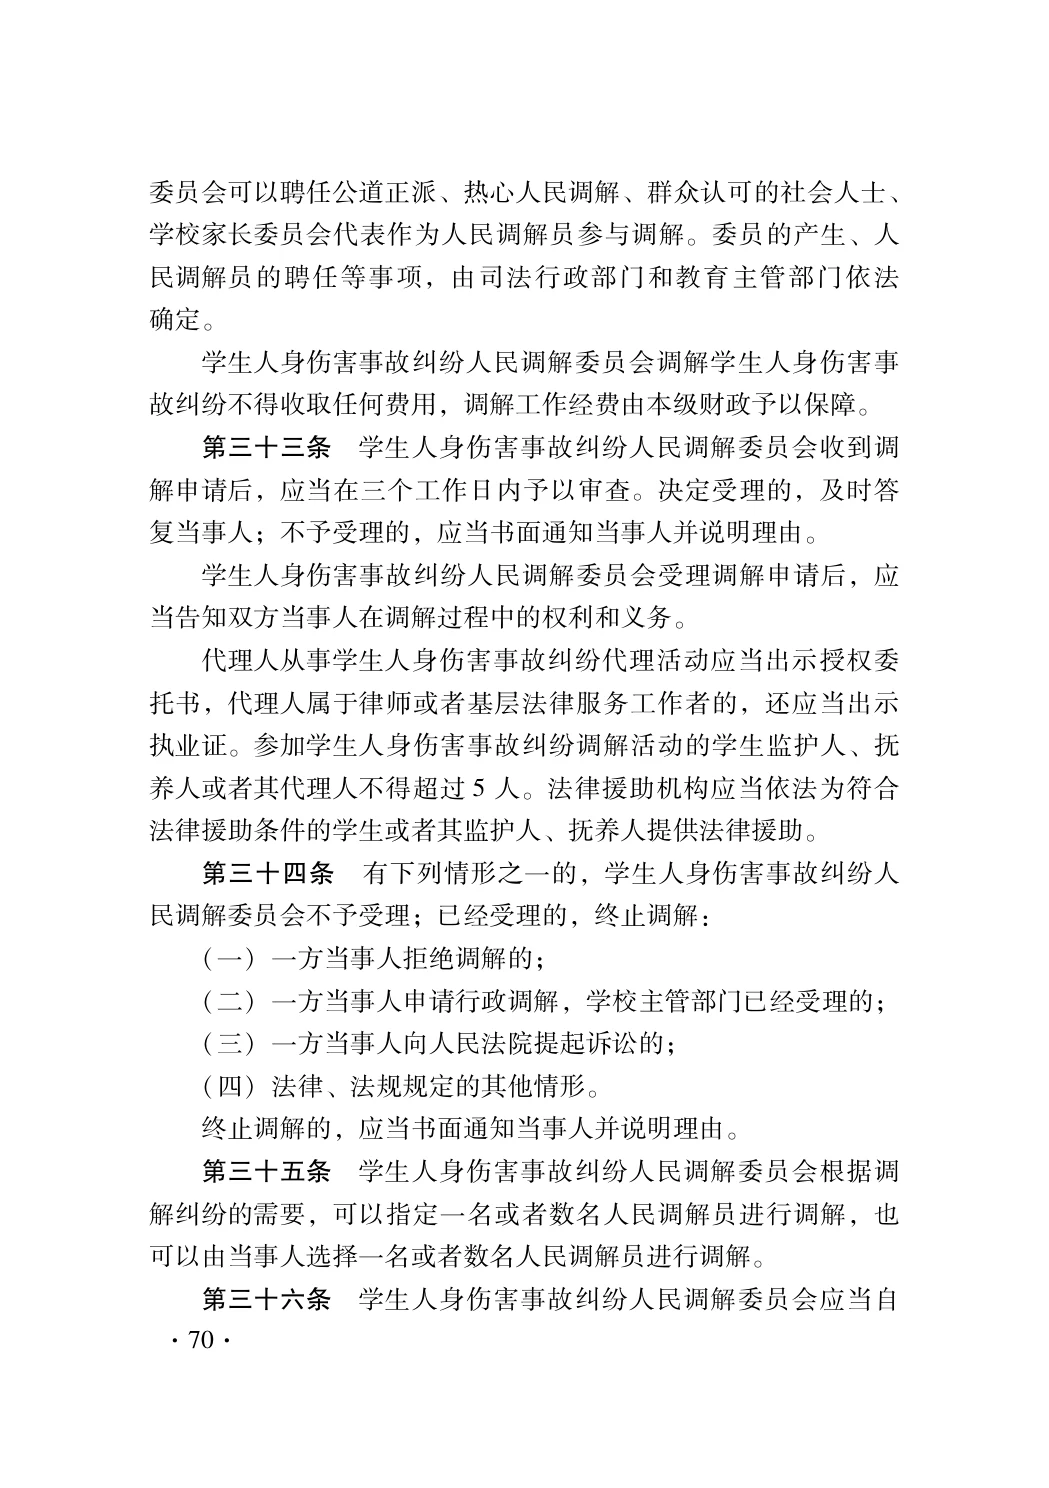 委员会可以聘任公道正派、热心人民调解、群众认可的社会人士、
学校家长委员会代表作为人民调解员参与调解。委员的产生、人
民调解员的聘任等事项，由司法行政部门和教育主管部门依法
确定。
学生人身伤害事故纠纷人民调解委员会调解学生人身伤害事
故纠纷不得收取任何费用，调解工作经费由本级财政予以保障。
第三十三条　学生人身伤害事故纠纷人民调解委员会收到调
解申请后，应当在三个工作日内予以审查。决定受理的，及时答
复当事人；不予受理的，应当书面通知当事人并说明理由。
学生人身伤害事故纠纷人民调解委员会受理调解申请后，应
当告知双方当事人在调解过程中的权利和义务。
代理人从事学生人身伤害事故纠纷代理活动应当出示授权委
托书，代理人属于律师或者基层法律服务工作者的，还应当出示
执业证。参加学生人身伤害事故纠纷调解活动的学生监护人、抚
养人或者其代理人不得超过 5 人。法律援助机构应当依法为符合
法律援助条件的学生或者其监护人、抚养人提供法律援助。
第三十四条　有下列情形之一的，学生人身伤害事故纠纷人
民调解委员会不予受理；已经受理的，终止调解：
（一）一方当事人拒绝调解的；
（二）一方当事人申请行政调解，学校主管部门已经受理的；
（三）一方当事人向人民法院提起诉讼的；
（四）法律、法规规定的其他情形。
终止调解的，应当书面通知当事人并说明理由。
第三十五条　学生人身伤害事故纠纷人民调解委员会根据调
解纠纷的需要，可以指定一名或者数名人民调解员进行调解，也
可以由当事人选择一名或者数名人民调解员进行调解。
第三十六条　学生人身伤害事故纠纷人民调解委员会应当自
· 70 ·